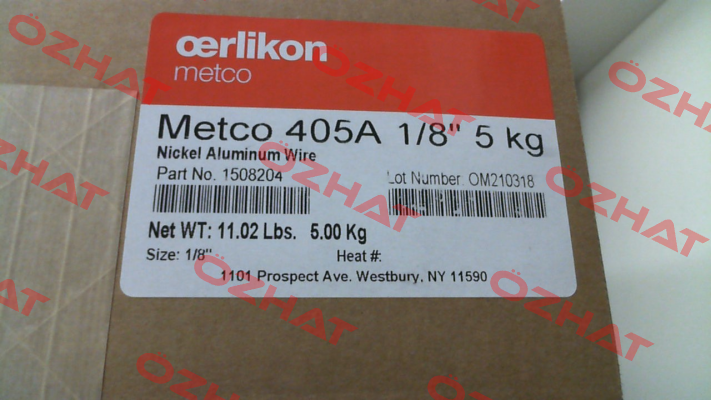 œrlikon
metco
Metco 405A 1/8" 5 kg
Nickel Aluminum Wire
Part No. 1508204
Lot Number. OM210318
Net WT: 11.02 Lbs. 5.00 Kg
Size: 1/8"
Heat #:
1101 Prospect Ave. Westbury, NY 11590
ÖZHAT
ÖZHAT
ÖZHAT
ÖZHAT
ÖZHAT
ÖZHAT
ÖZHAT
ÖZHAT
ÖZHAT